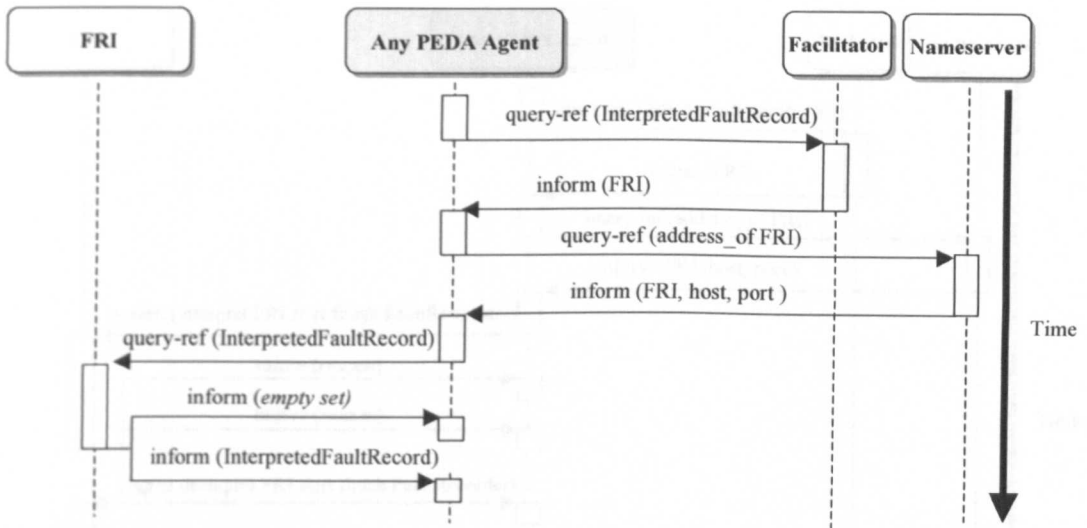 FRI
Any PEDA Agent
Facilitator
Nameserver
query-ref (InterpretedFaultRecord)
inform (FRI)
query-ref (address_of FRI)
inform (FRI, host, port )
Time
query-ref (InterpretedFaultRecord)
inform (empty set)
inform (InterpretedFaultRecord)